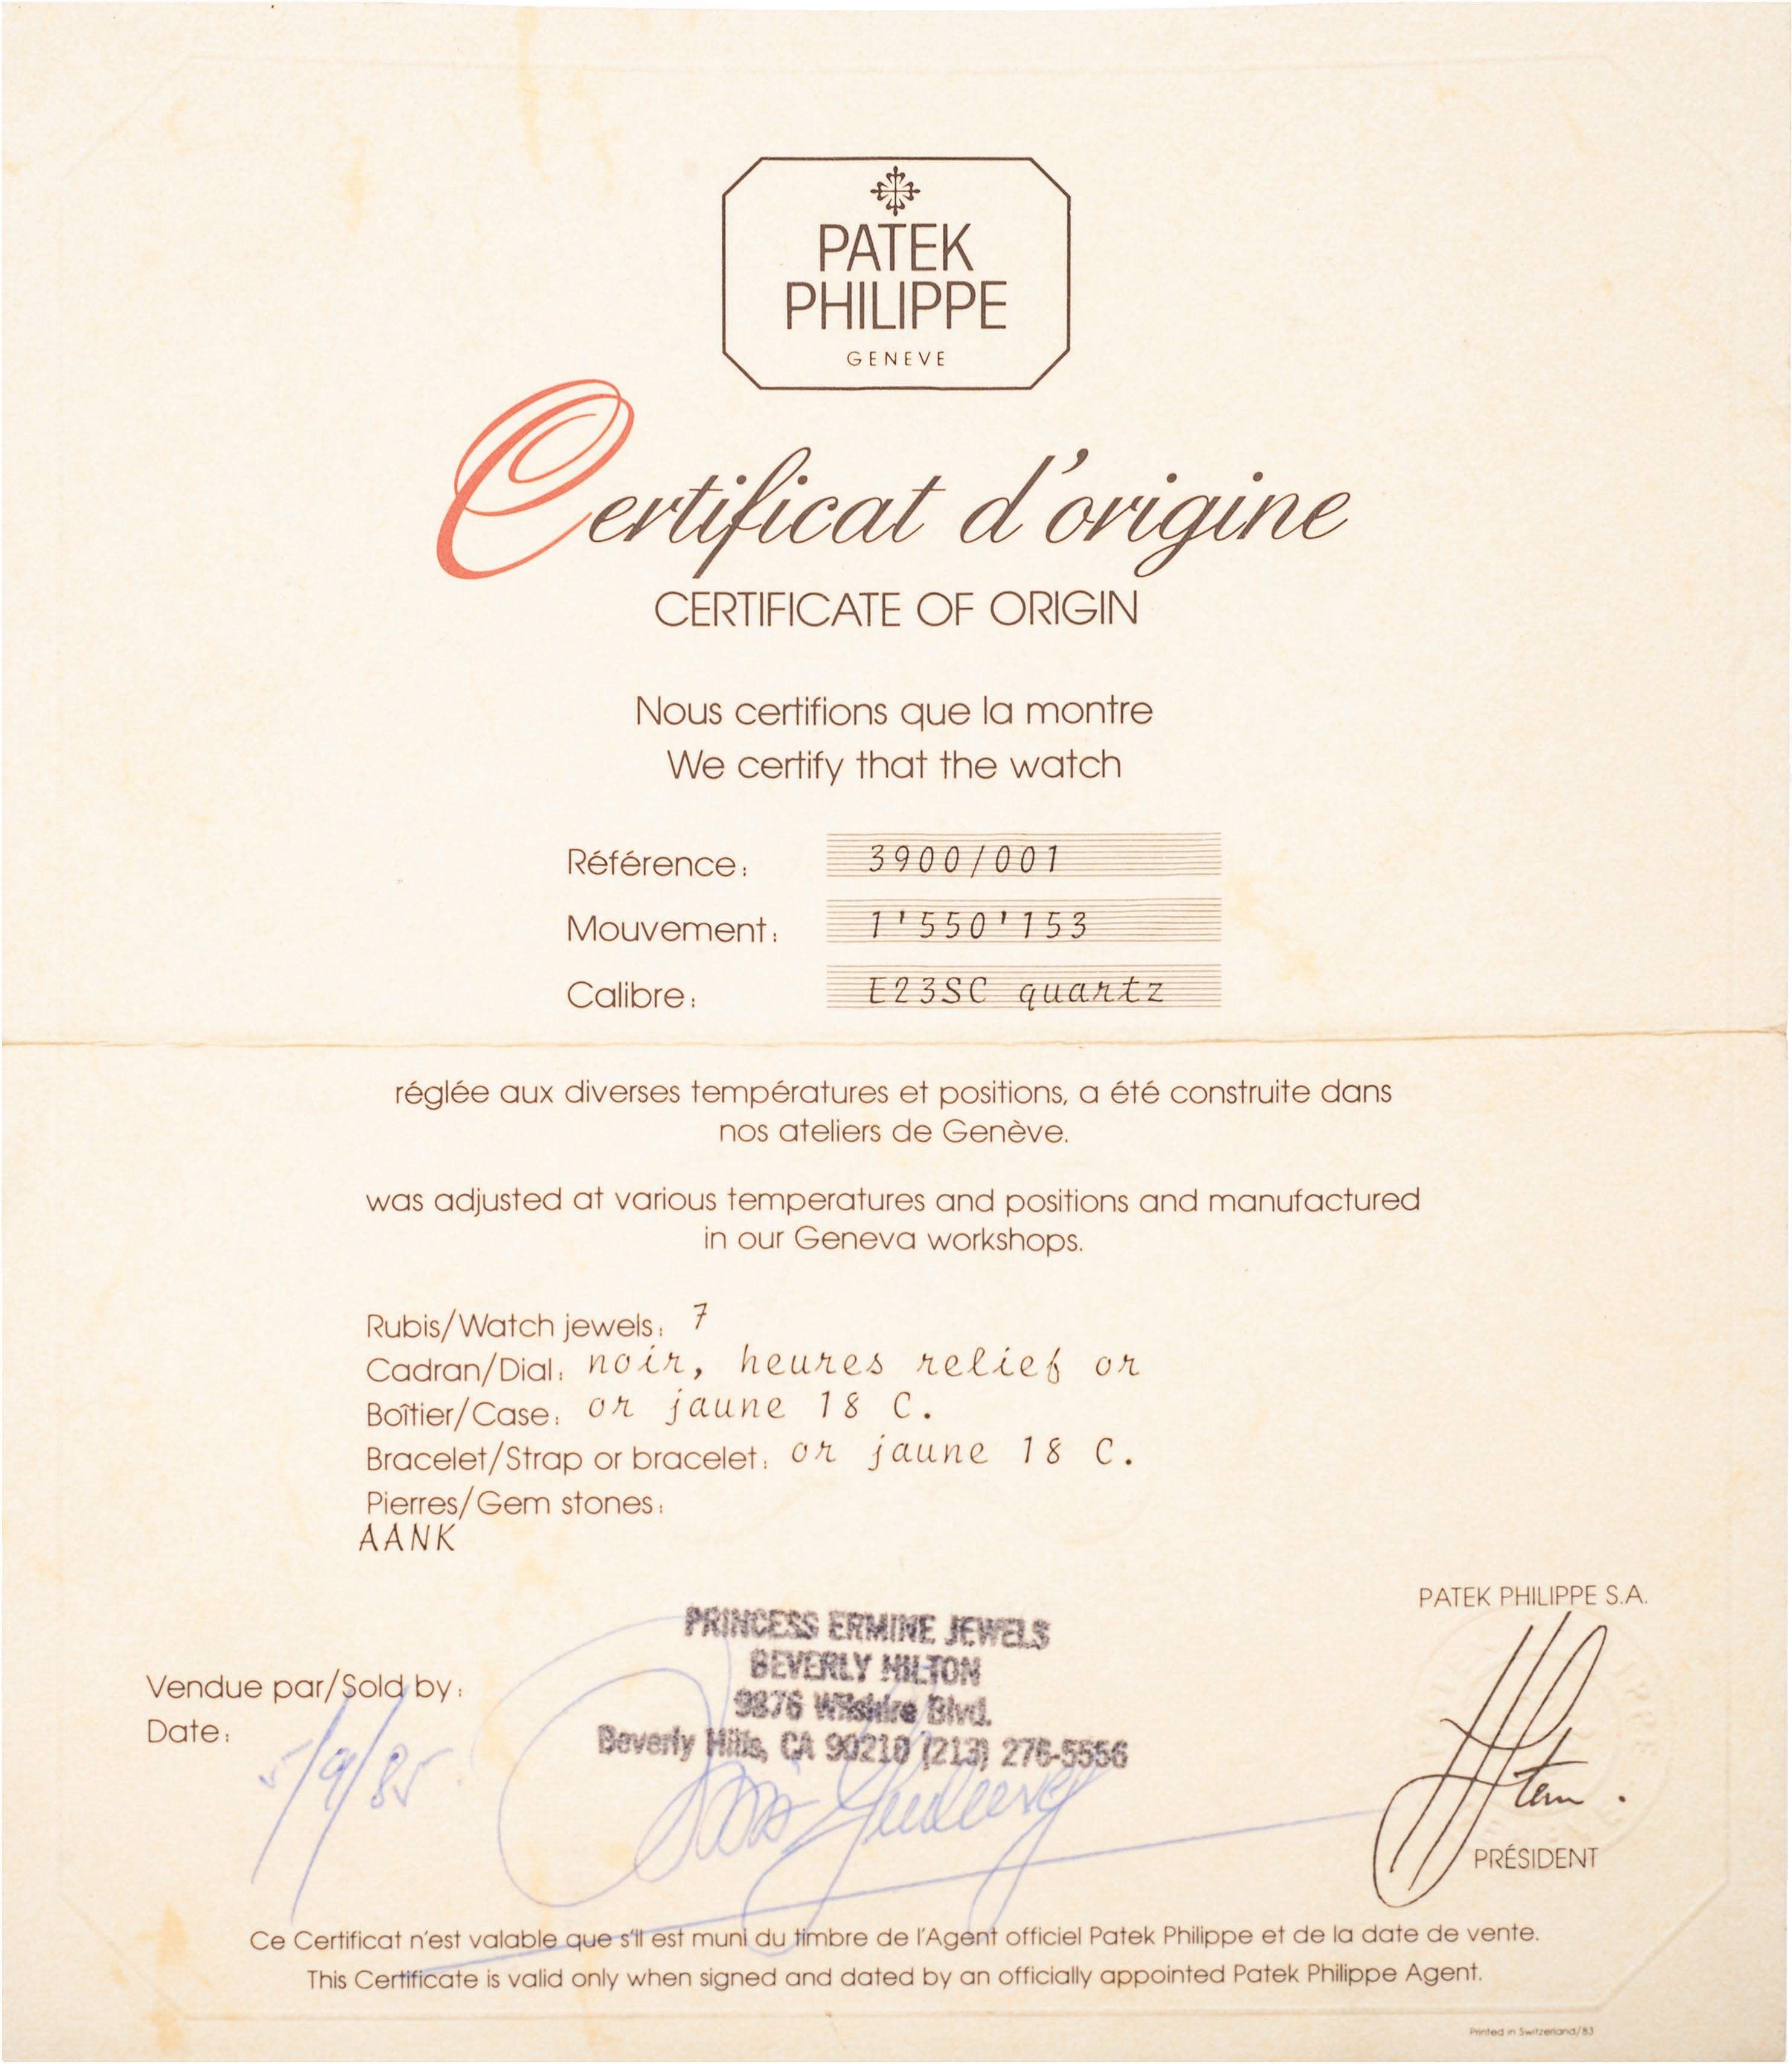 PATEK
PHILIPPE
GENEVE
Certificat d'origine
CERTIFICATE OF ORIGIN
Nous certifions que la montre
We certify that the watch
Référence: 3900/001
Mouvement: 1'550'153
Calibre: E23SC quartz
réglée aux diverses températures et positions, a été construite dans
nos ateliers de Genève.
was adjusted at various temperatures and positions and manufactured
in our Geneva workshops.
Rubis/Watch jewels: 7
Cadran/Dial: noir, heures relief or
Boîtier/Case: or jaune 18 C.
Bracelet/Strap or bracelet: or jaune 18 C.
Pierres/Gem stones:
AANK
PATEK PHILIPPE S.A.
PRINCESS ERMINE JEWELS
BEVERLY HILTON
9876 Wilshire Blvd.
Beverly Hills, CA 90210 (213) 276-5556
Vendue par/Sold by:
Date: 5/9/85
Stern
PRÉSIDENT
Ce Certificat n'est valable que s'il est muni du timbre de l'Agent officiel Patek Philippe et de la date de vente.
This Certificate is valid only when signed and dated by an officially appointed Patek Philippe Agent.
Printed in Switzerland/83